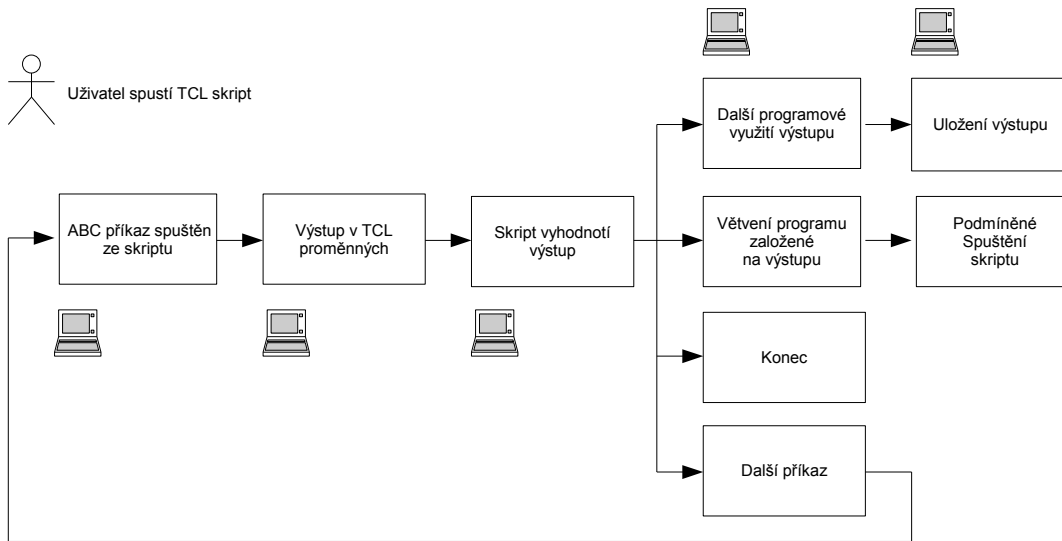 Uživatel spustí TCL skript
ABC příkaz spuštěn
ze skriptu
Výstup v TCL
proměnných
Skript vyhodnotí
výstup
Další programové
využití výstupu
Uložení výstupu
Větvení programu
založené
na výstupu
Podmíněné
Spuštění
skriptu
Konec
Další příkaz